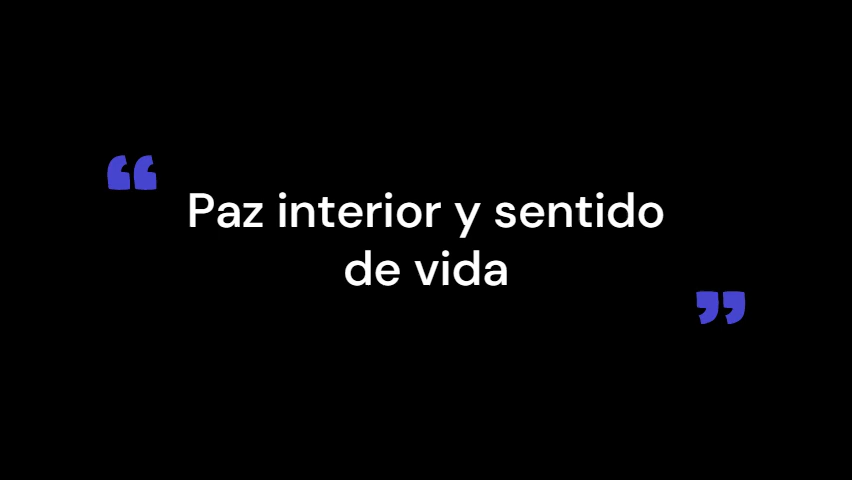 “Paz interior y sentido
de vida”